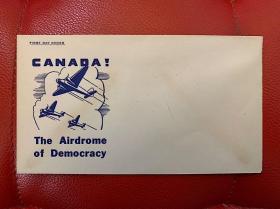 FIRST DAY COVER
CANADA!
The Airdrome
of Democracy